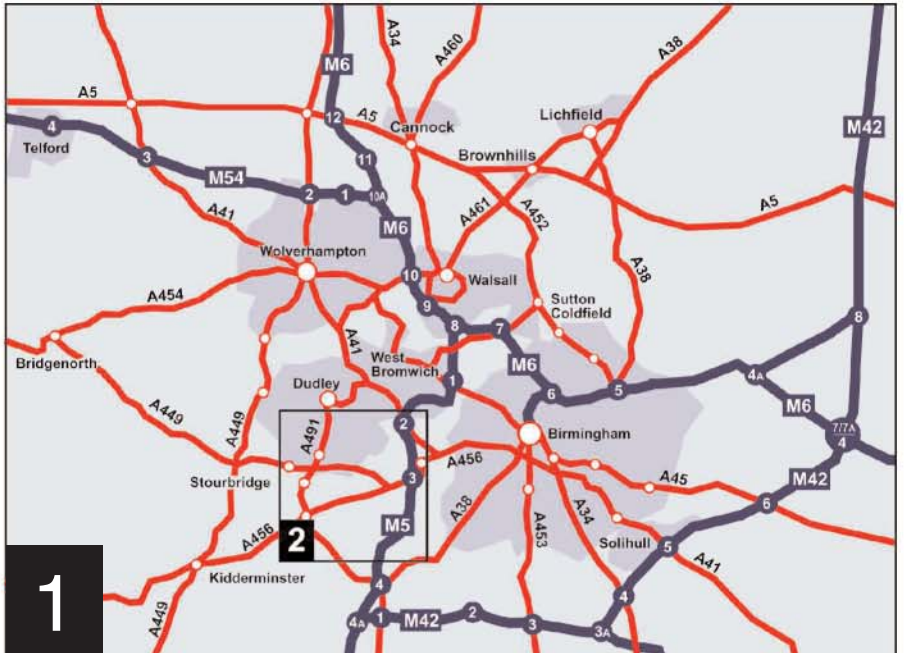 A34
A460
A38
M6
A5
12
A5
Cannock
Lichfield
M42
4
Telford
3
11
Brownhills
M54
2
1
10A
A41
A461
A452
A5
M6
Wolverhampton
10
Walsall
A38
A454
9
Sutton
Coldfield
8
7
8
A41
West
Bromwich
Bridgenorth
M6
4A
Dudley
1
6
5
M6
A449
A449
A491
2
Birmingham
7/7A
4
Stourbridge
3
A456
A45
M42
A38
6
M5
A34
A453
2
A456
Solihull
5
A41
Kidderminster
1
A449
4
4
4A
1
M42
2
3
3A